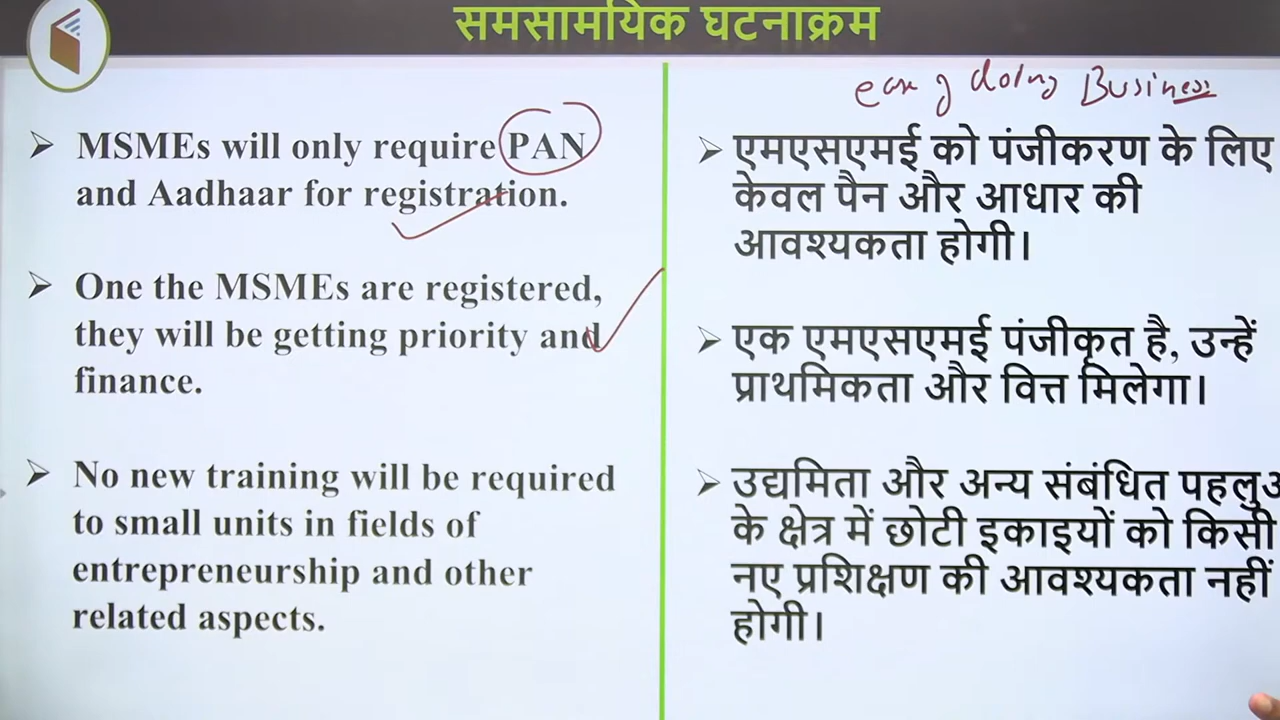 समसामयिक घटनाक्रम
MSMEs will only require PAN
and Aadhaar for registration.
One the MSMEs are registered,
they will be getting priority and
finance.
No new training will be required
to small units in fields of
entrepreneurship and other
related aspects.
ease of doing Business
एमएसएमई को पंजीकरण के लिए
केवल पैन और आधार की
आवश्यकता होगी।
एक एमएसएमई पंजीकृत है, उन्हें
प्राथमिकता और वित्त मिलेगा।
उद्यमिता और अन्य संबंधित
के क्षेत्र में छोटी इकाइयों को किसी
नए प्रशिक्षण की आवश्यकता नहीं
होगी।